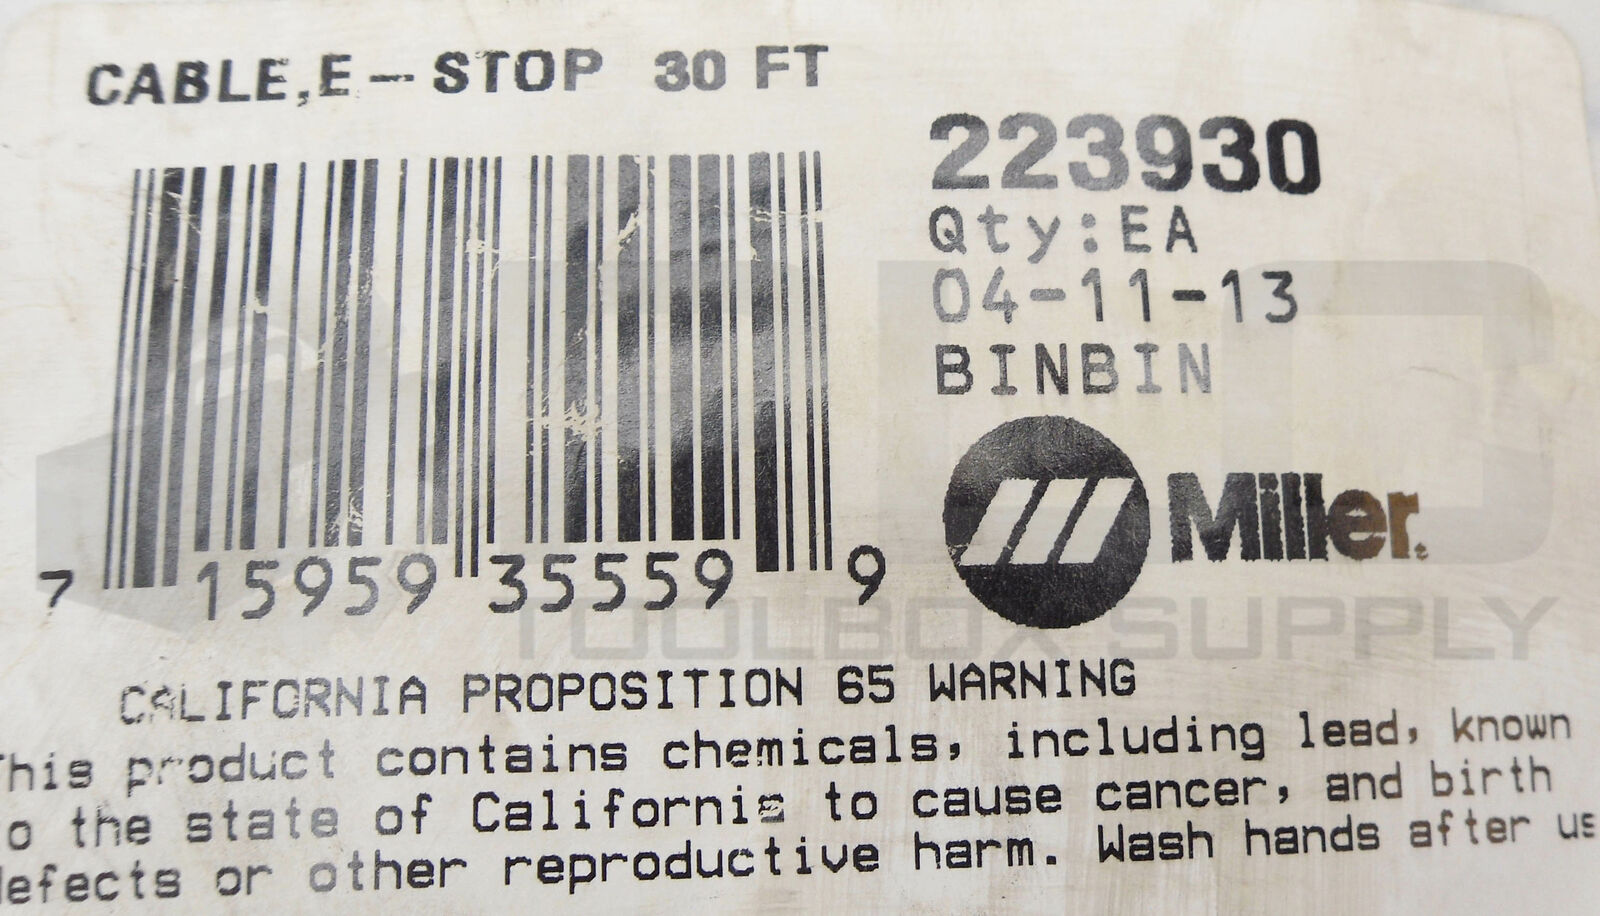 CABLE,E-STOP 30 FT
223930
Qty:EA
04-11-13
BINBIN
Miller.
7 15959 35559 9
TOOLBOX SUPPLY
CALIFORNIA PROPOSITION 65 WARNING
This product contains chemicals, including lead, known
to the state of California to cause cancer, and birth
defects or other reproductive harm. Wash hands after us